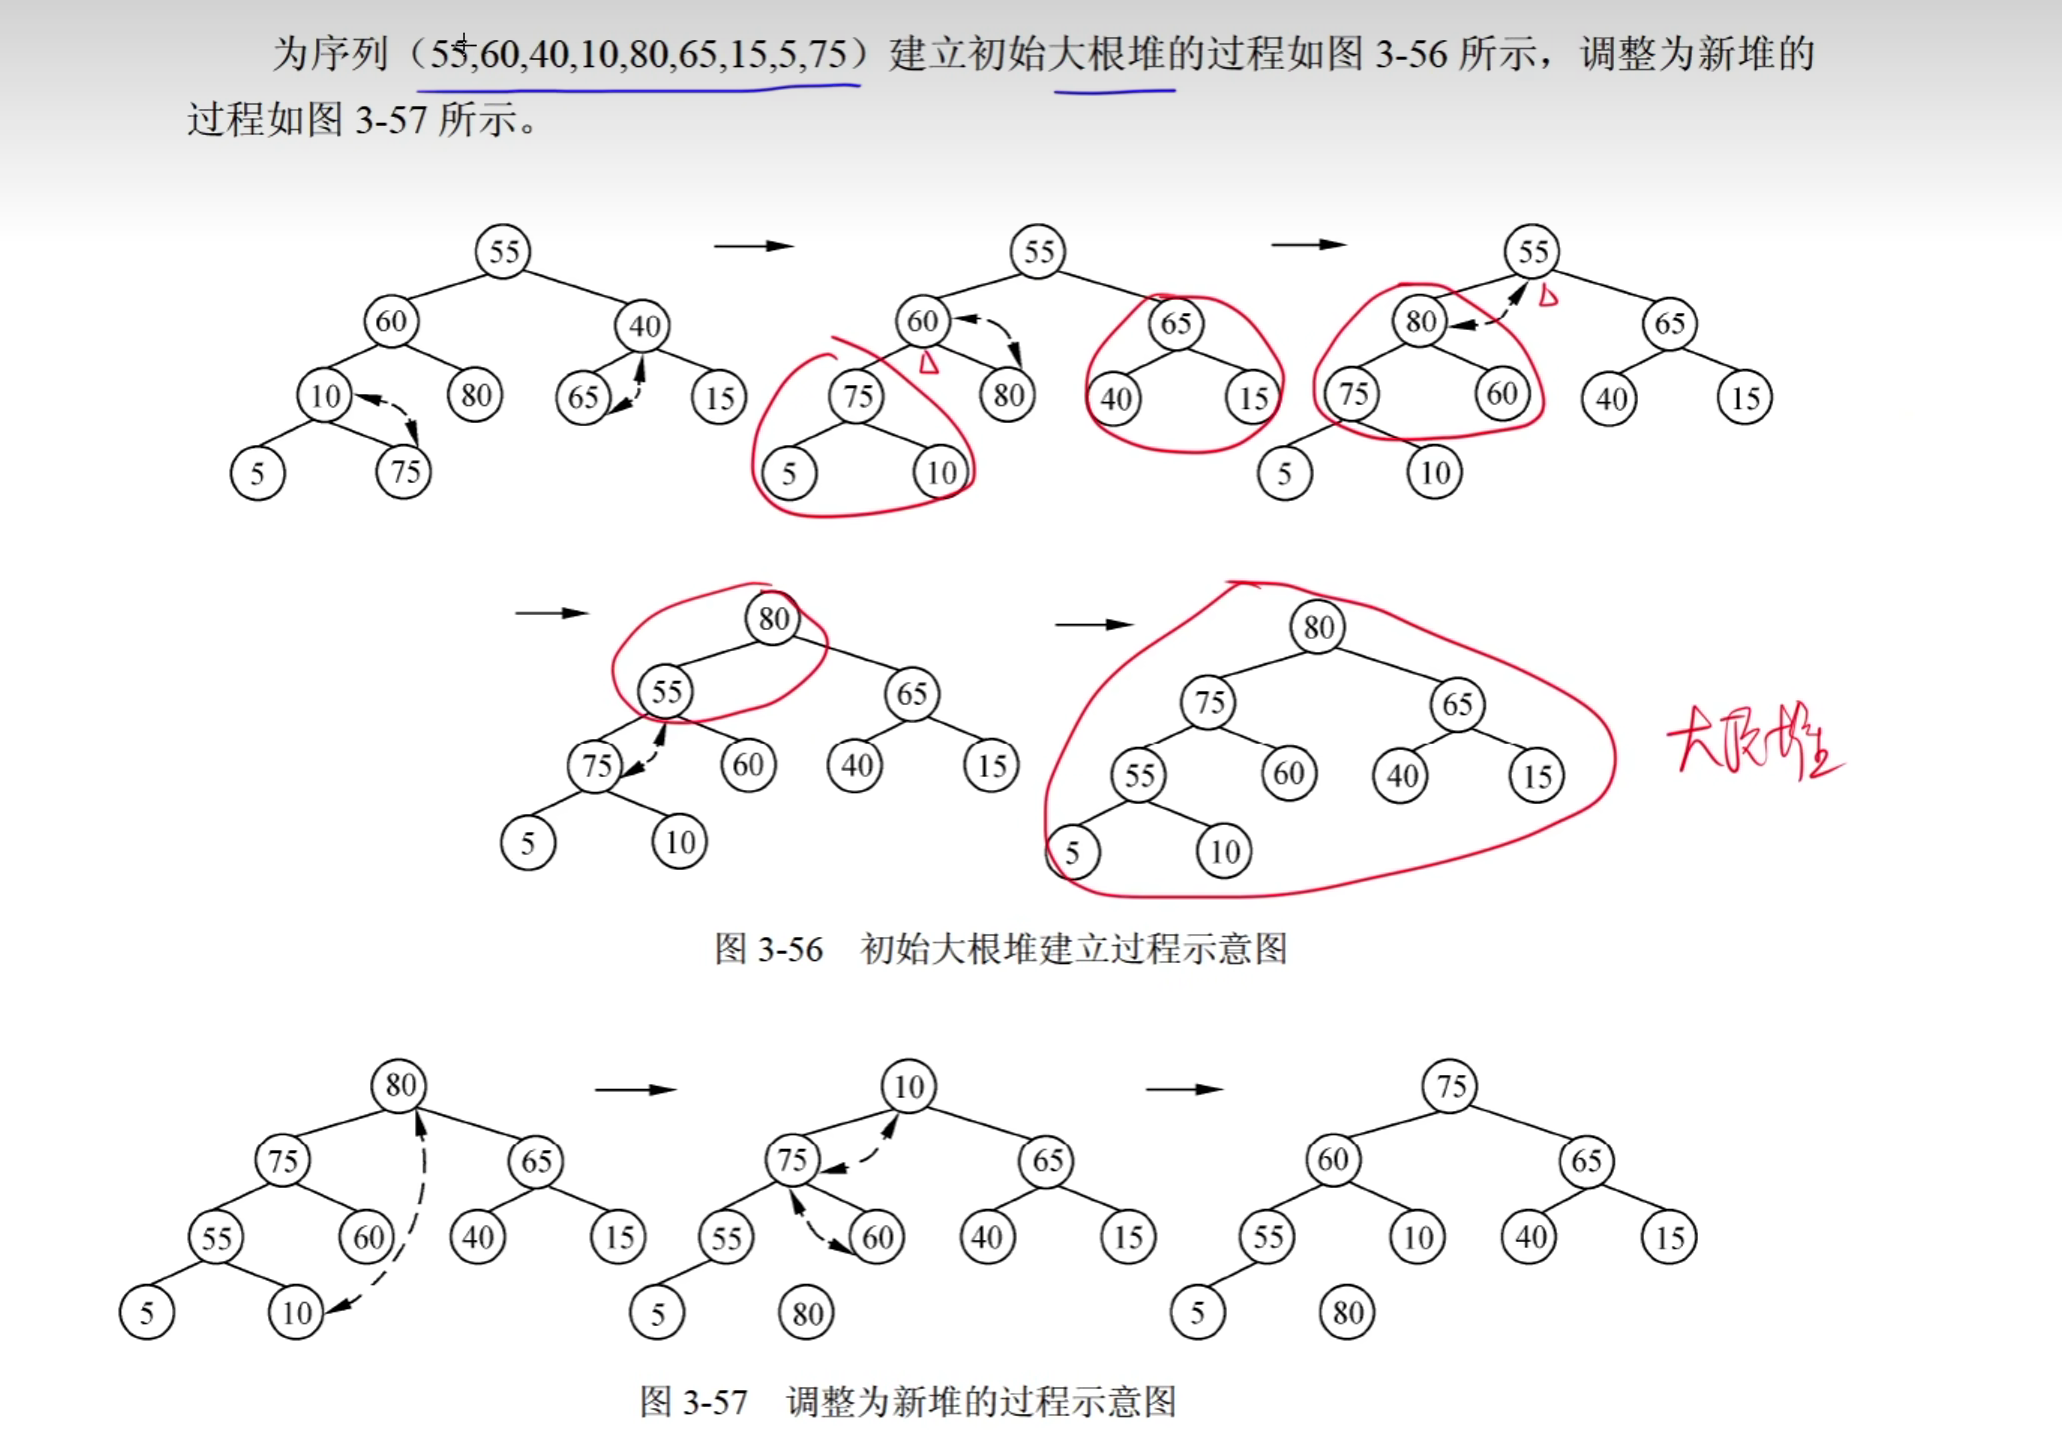 为序列（55,60,40,10,80,65,15,5,75）建立初始大根堆的过程如图 3-56 所示，调整为新堆的
过程如图 3-57 所示。
55 55 55
60 40 60 65 80 65
10 80 65 15 75 80 40 15 75 60 40 15
5 75 5 10 5 10
80 80
55 65 75 65
75 60 40 15 55 60 40 15
5 10 5 10
大根堆
图 3-56 初始大根堆建立过程示意图
80 10 75
75 65 75 65 60 65
55 60 40 15 55 60 40 15 55 10 40 15
5 10 5 80 5 80
图 3-57 调整为新堆的过程示意图